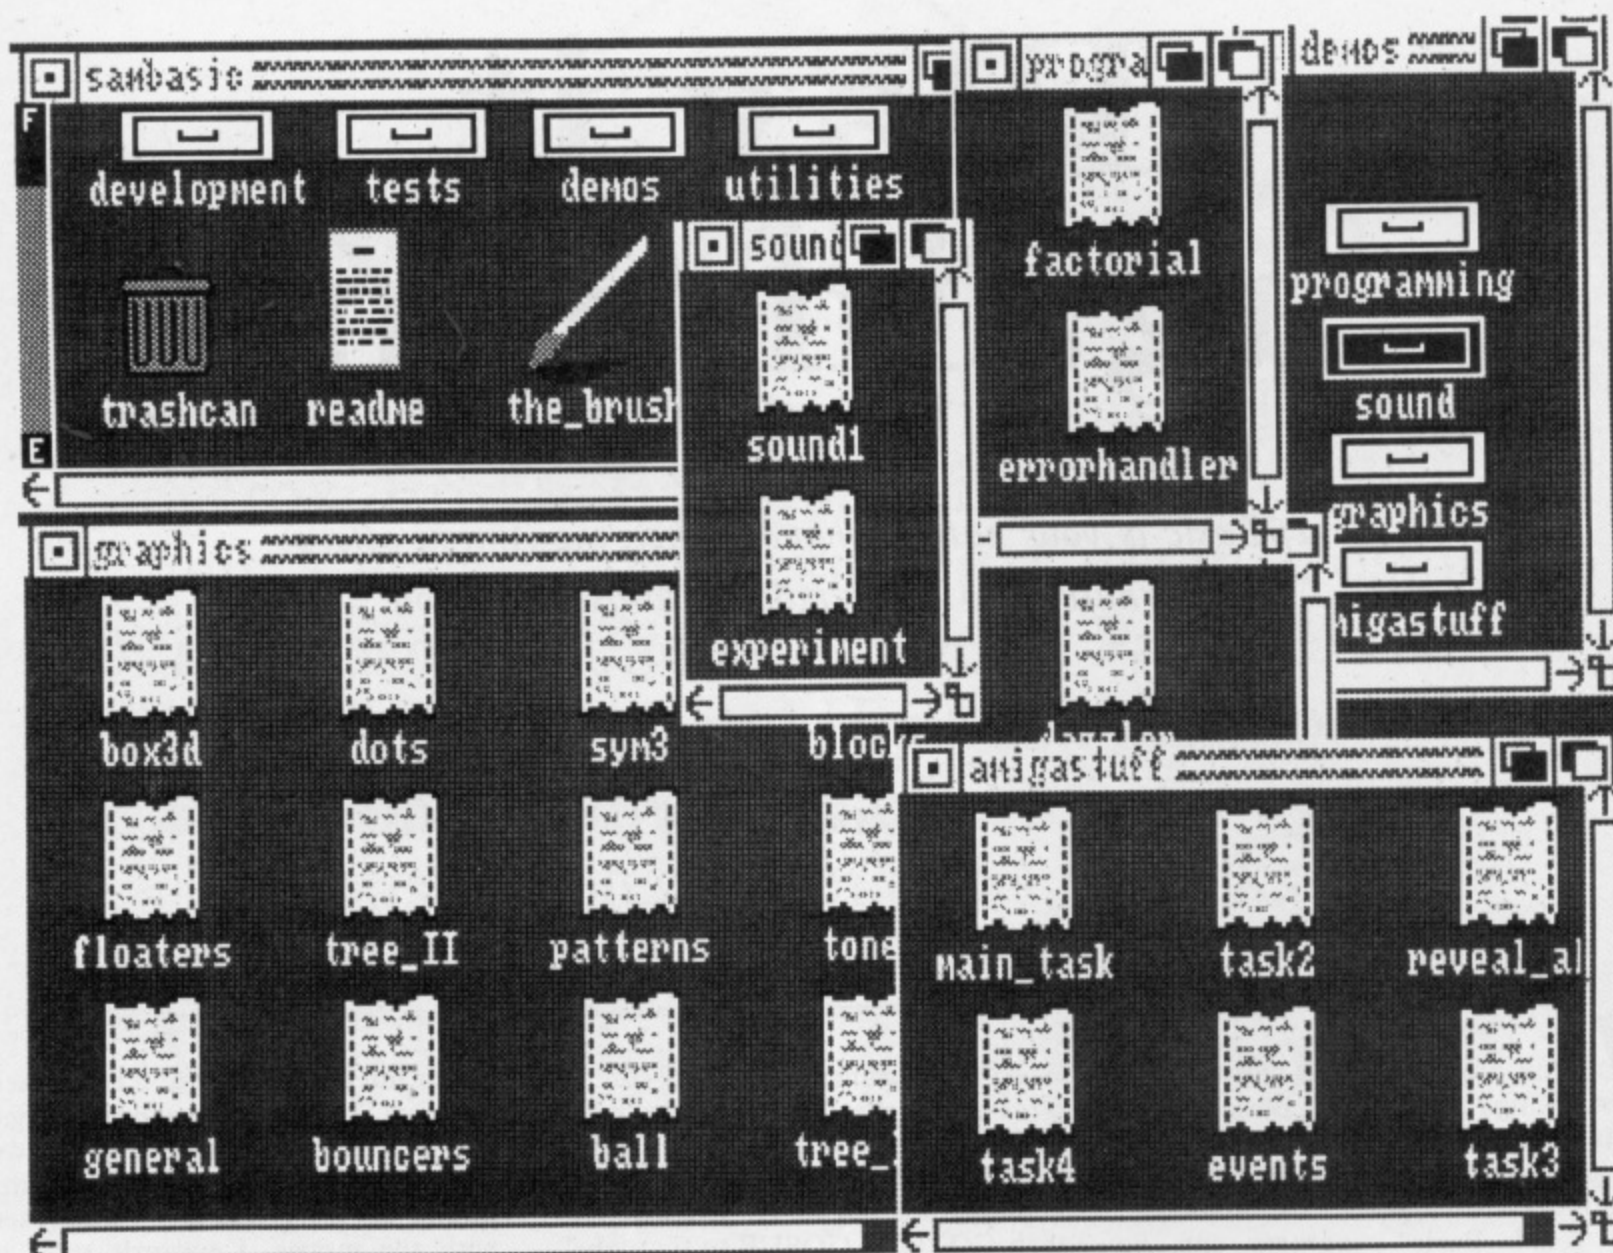 sambasic
F
development tests demos utilities
trashcan readme the_brush
E
progra
factorial
errorhandler
demos
programming
sound
graphics
sound
sound1
experiment
graphics
box3d dots sym3
floaters tree_II patterns
general bouncers ball
amigastuff
main_task task2
task4 events task3